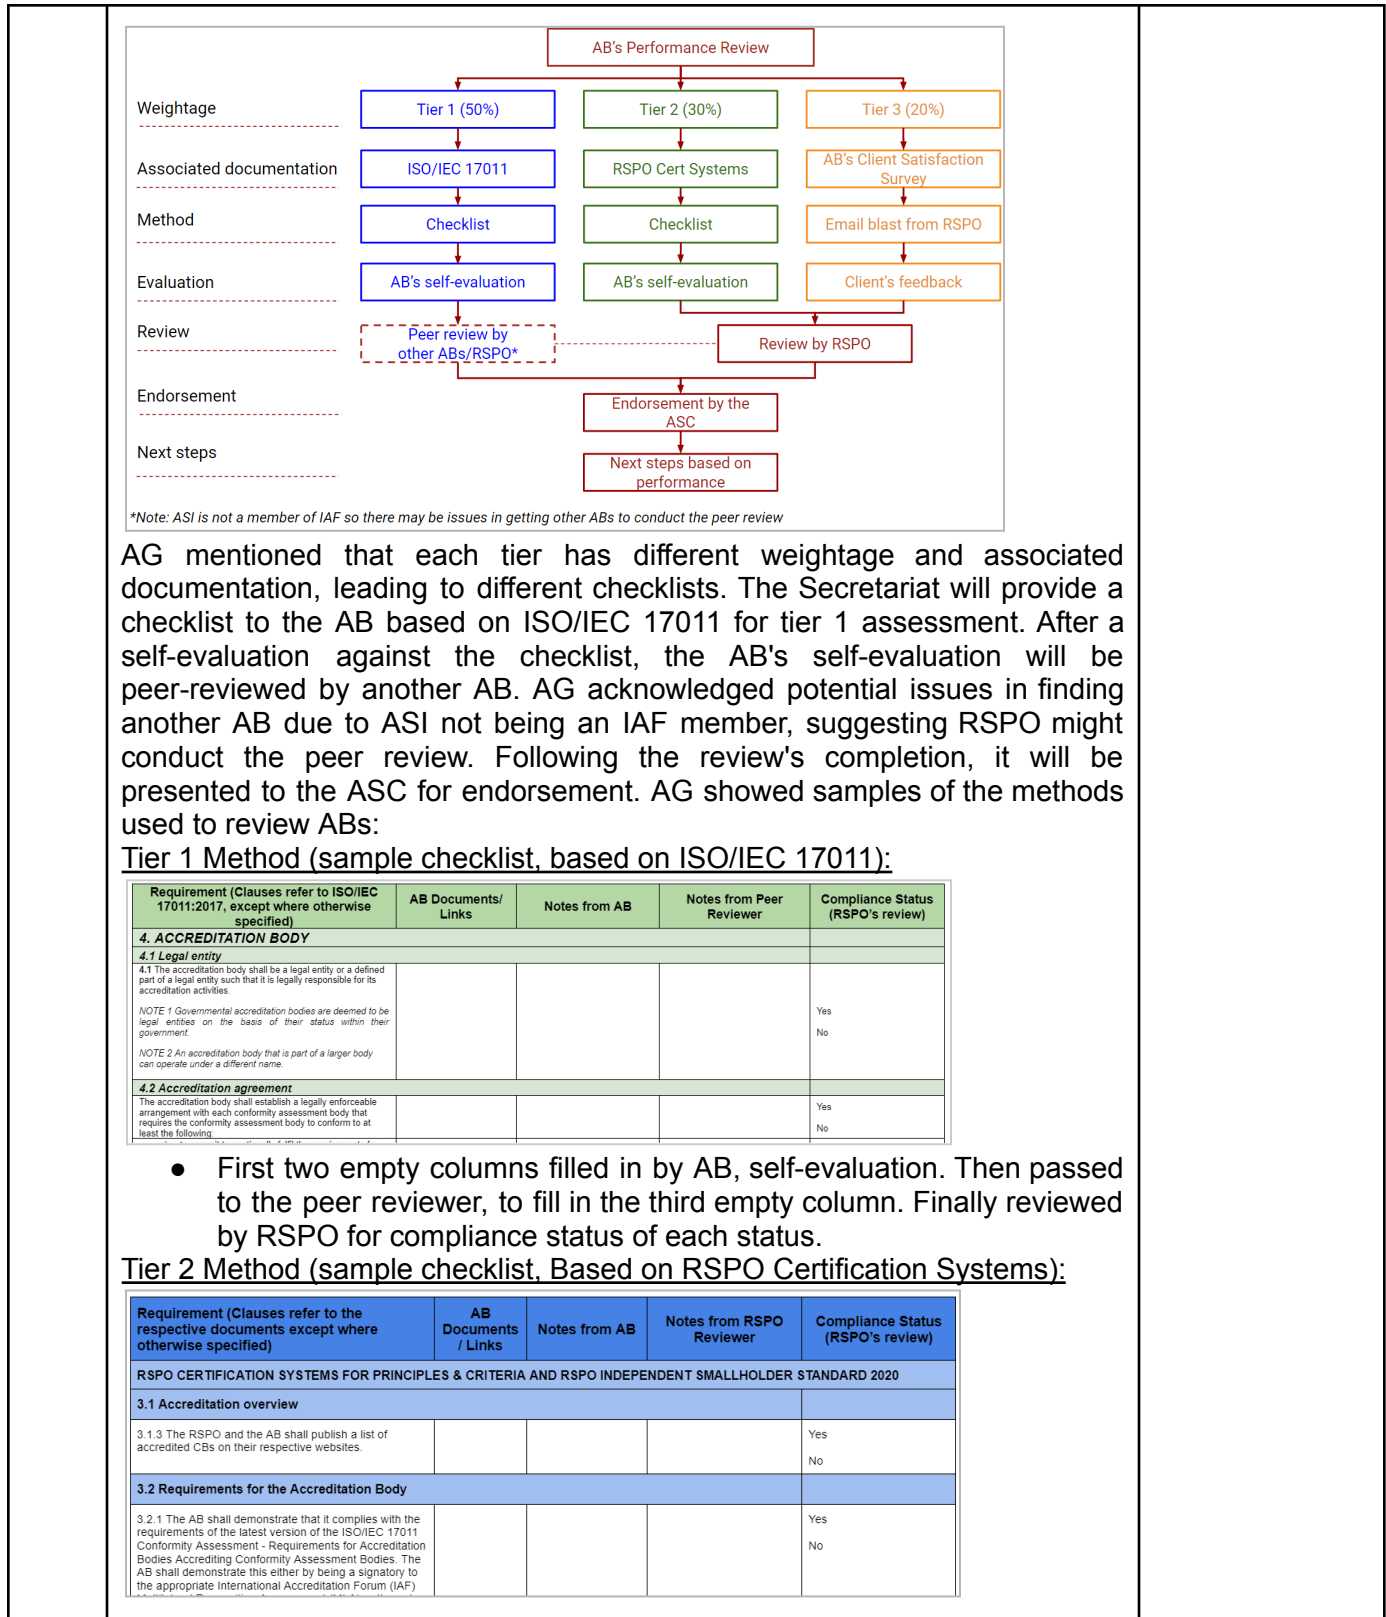 AB's Performance Review
Weightage
Tier 1 (50%)
Tier 2 (30%)
Tier 3 (20%)
Associated documentation
ISO/IEC 17011
RSPO Cert Systems
AB's Client Satisfaction
Survey
Method
Checklist
Checklist
Email blast from RSPO
Evaluation
AB's self-evaluation
AB's self-evaluation
Client's feedback
Review
Peer review by
other ABs/RSPO*
Review by RSPO
Endorsement
Endorsement by the
ASC
Next steps
Next steps based on
performance
*Note: ASI is not a member of IAF so there may be issues in getting other ABs to conduct the peer review
AG mentioned that each tier has different weightage and associated
documentation, leading to different checklists. The Secretariat will provide a
checklist to the AB based on ISO/IEC 17011 for tier 1 assessment. After a
self-evaluation against the checklist, the AB's self-evaluation will be
peer-reviewed by another AB. AG acknowledged potential issues in finding
another AB due to ASI not being an IAF member, suggesting RSPO might
conduct the peer review. Following the review's completion, it will be
presented to the ASC for endorsement. AG showed samples of the methods
used to review ABs:
Tier 1 Method (sample checklist, based on ISO/IEC 17011):
Requirement (Clauses refer to ISO/IEC
17011:2017, except where otherwise
specified)
AB Documents/
Links
Notes from AB
Notes from Peer
Reviewer
Compliance Status
(RSPO's review)
4. ACCREDITATION BODY
4.1 Legal entity
4.1 The accreditation body shall be a legal entity or a defined
part of a legal entity such that it is legally responsible for its
accreditation activities.
NOTE 1 Governmental accreditation bodies are deemed to be
legal entities on the basis of their status within their
government.
NOTE 2 An accreditation body that is part of a larger body
can operate under a different name.
Yes
No
4.2 Accreditation agreement
The accreditation body shall establish a legally enforceable
arrangement with each conformity assessment body that
requires the conformity assessment body to conform to at
least the following:
Yes
No
● First two empty columns filled in by AB, self-evaluation. Then passed
to the peer reviewer, to fill in the third empty column. Finally reviewed
by RSPO for compliance status of each status.
Tier 2 Method (sample checklist, Based on RSPO Certification Systems):
Requirement (Clauses refer to the
respective documents except where
otherwise specified)
AB
Documents
/ Links
Notes from AB
Notes from RSPO
Reviewer
Compliance Status
(RSPO's review)
RSPO CERTIFICATION SYSTEMS FOR PRINCIPLES & CRITERIA AND RSPO INDEPENDENT SMALLHOLDER STANDARD 2020
3.1 Accreditation overview
3.1.3 The RSPO and the AB shall publish a list of
accredited CBs on their respective websites.
Yes
No
3.2 Requirements for the Accreditation Body
3.2.1 The AB shall demonstrate that it complies with the
requirements of the latest version of the ISO/IEC 17011
Conformity Assessment - Requirements for Accreditation
Bodies Accrediting Conformity Assessment Bodies. The
AB shall demonstrate this either by being a signatory to
the appropriate International Accreditation Forum (IAF)
Yes
No